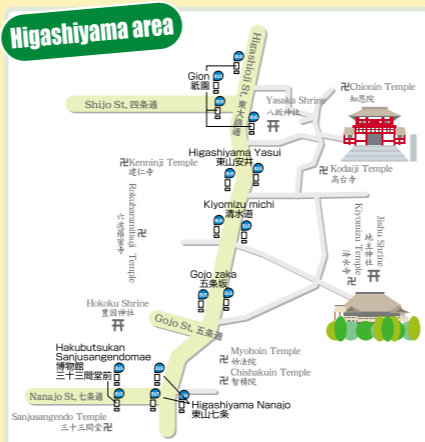 Higashiyama area
Higashioji St. 東大路通
Gion
祇園
Chionin Temple
知恩院
Shijo St. 四条通
Yasaka Shrine
八坂神社
Higashiyama Yasui
東山安井
Kenninji Temple
建仁寺
Kodaiji Temple
高台寺
Kiyomizu michi
清水道
Rokuharamitsuji Temple
六波羅蜜寺
Jishu Shrine
地主神社
Kiyomizu Temple
清水寺
Gojo zaka
五条坂
Hokoku Shrine
豊国神社
Gojo St. 五条通
Hakubutsukan
Sanjusangendomae
博物館
三十三間堂前
Myohoin Temple
妙法院
Chishakuin Temple
智積院
Nanajo St. 七条通
Higashiyama Nanajo
東山七条
Sanjusangendo Temple
三十三間堂